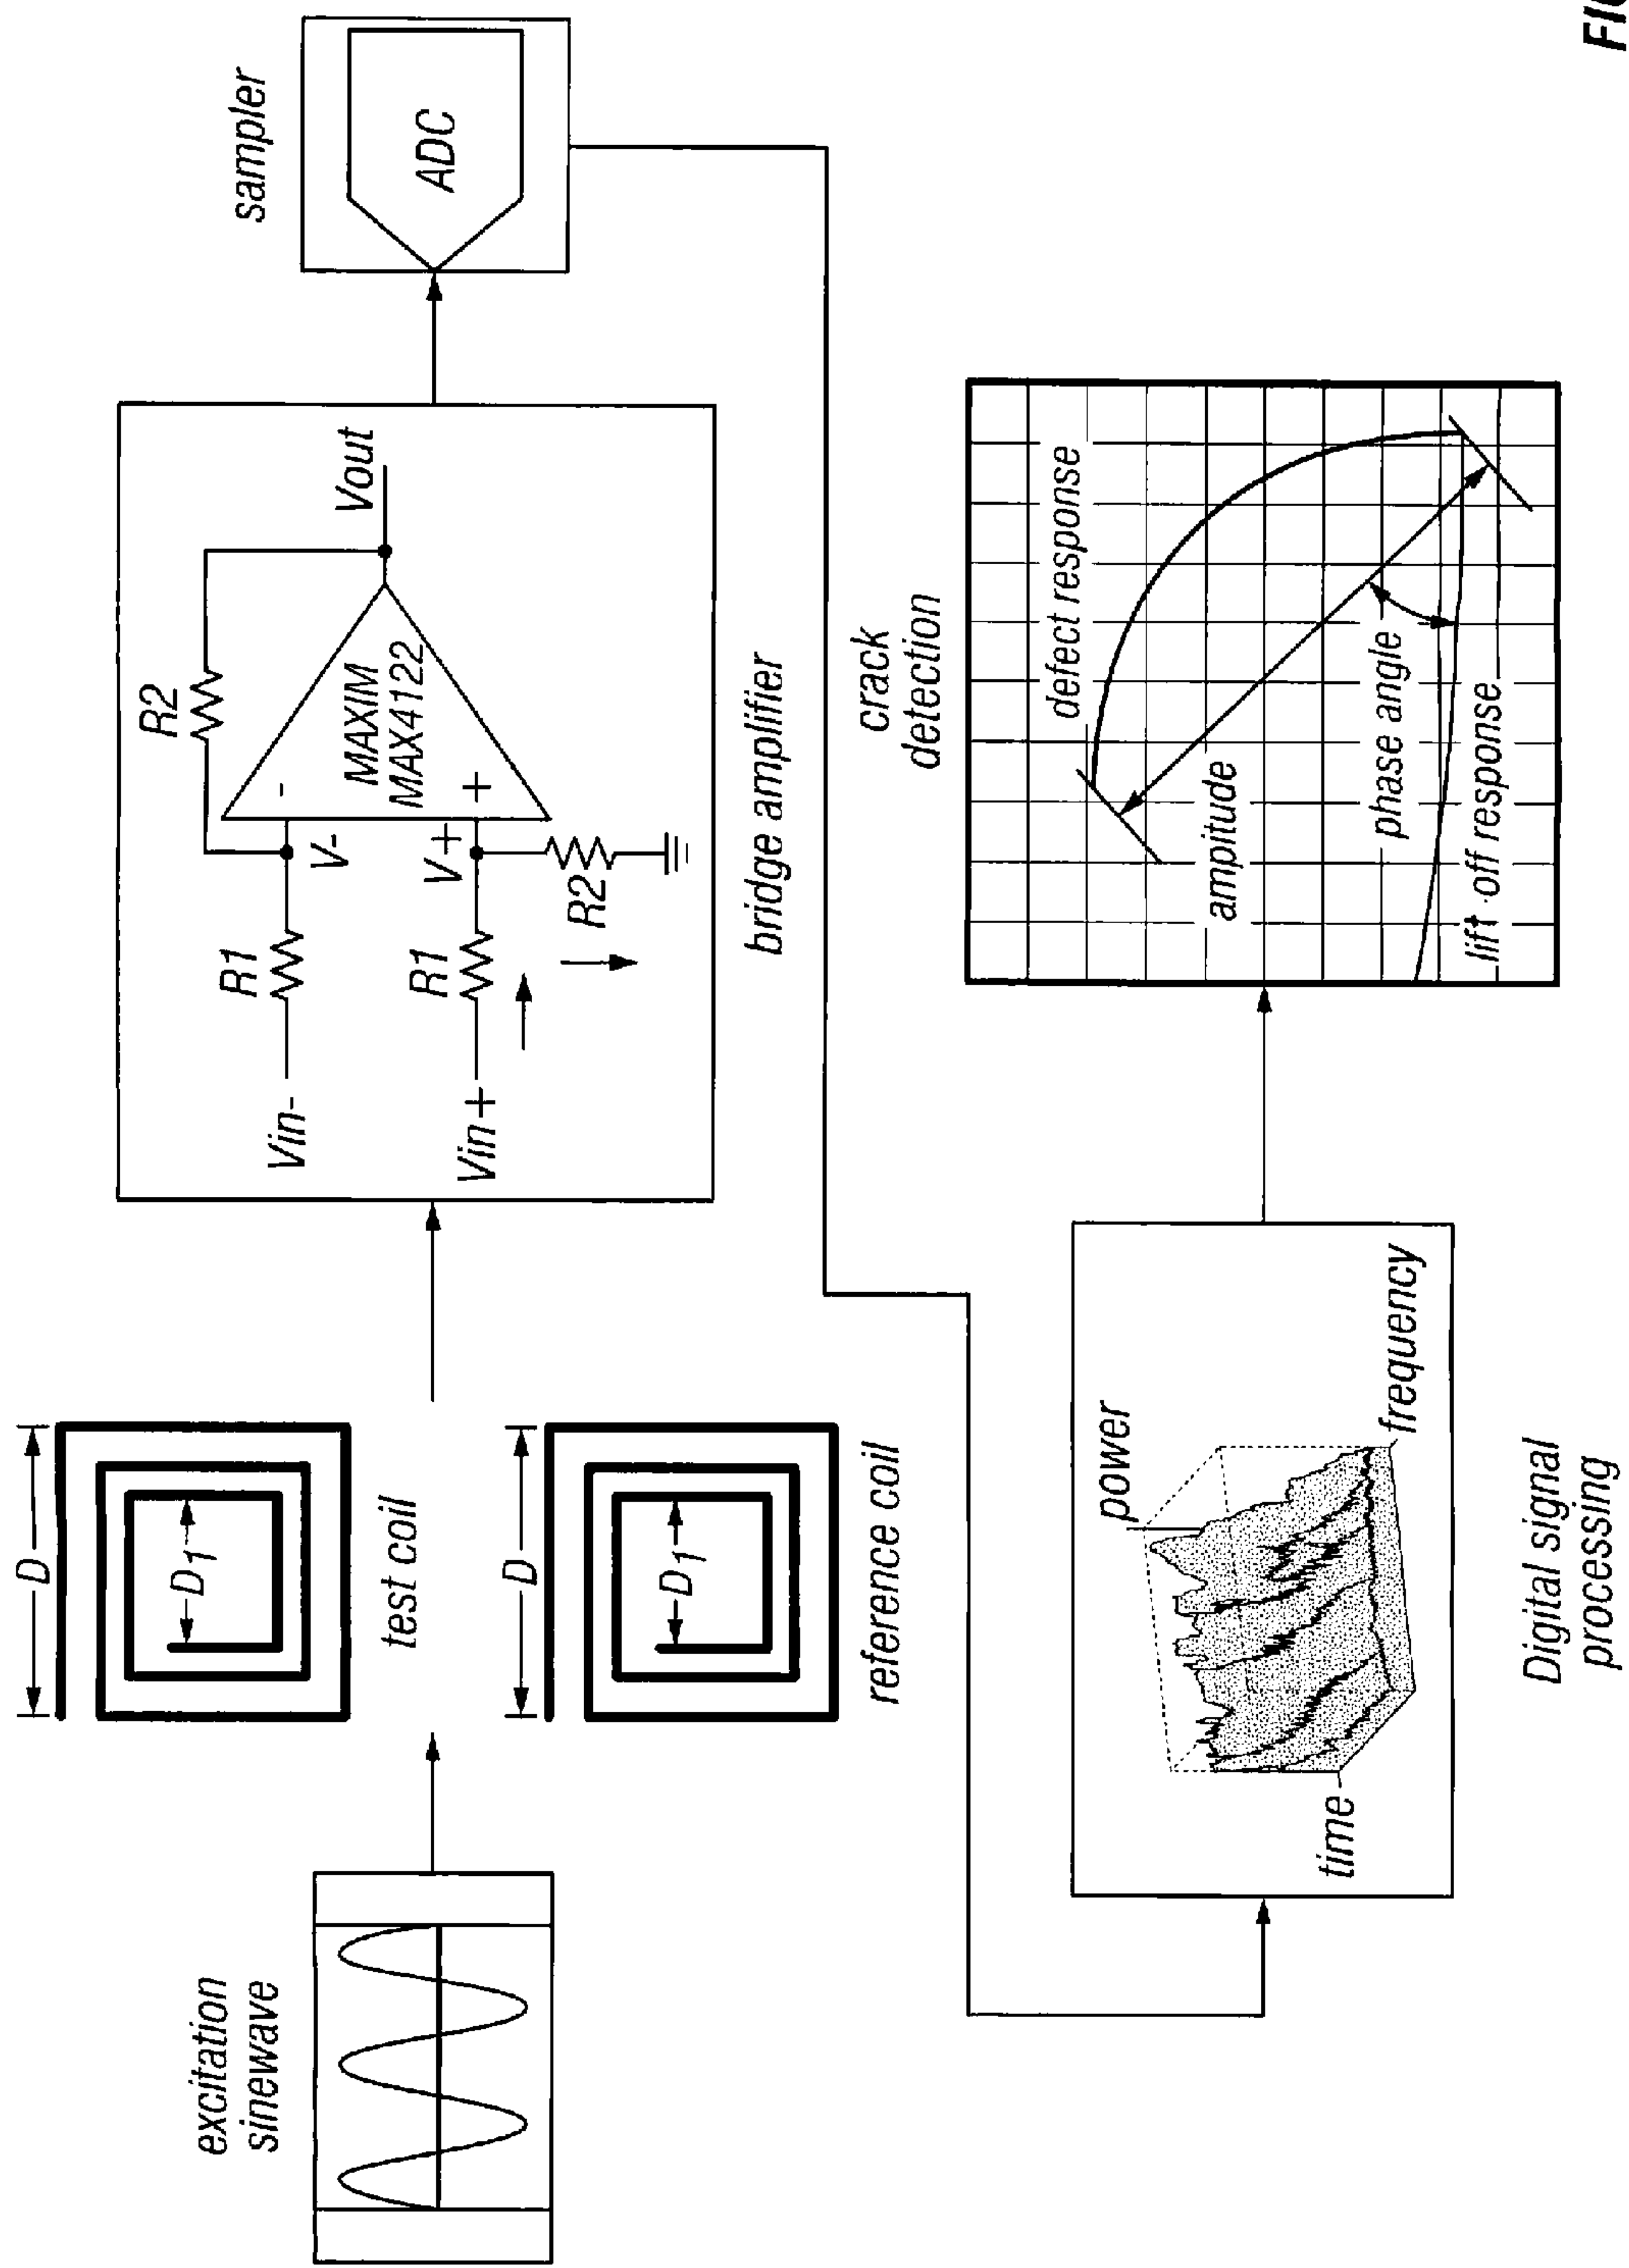 excitation
sinewave
D
D1
test coil
D
D1
reference coil
Vin-
R1
V-
R2
MAXIM
MAX4122
-
+
Vout
Vin+
R1
V+
R2
bridge amplifier
sampler
ADC
power
time
frequency
Digital signal
processing
crack
detection
defect response
amplitude
phase angle
lift off response